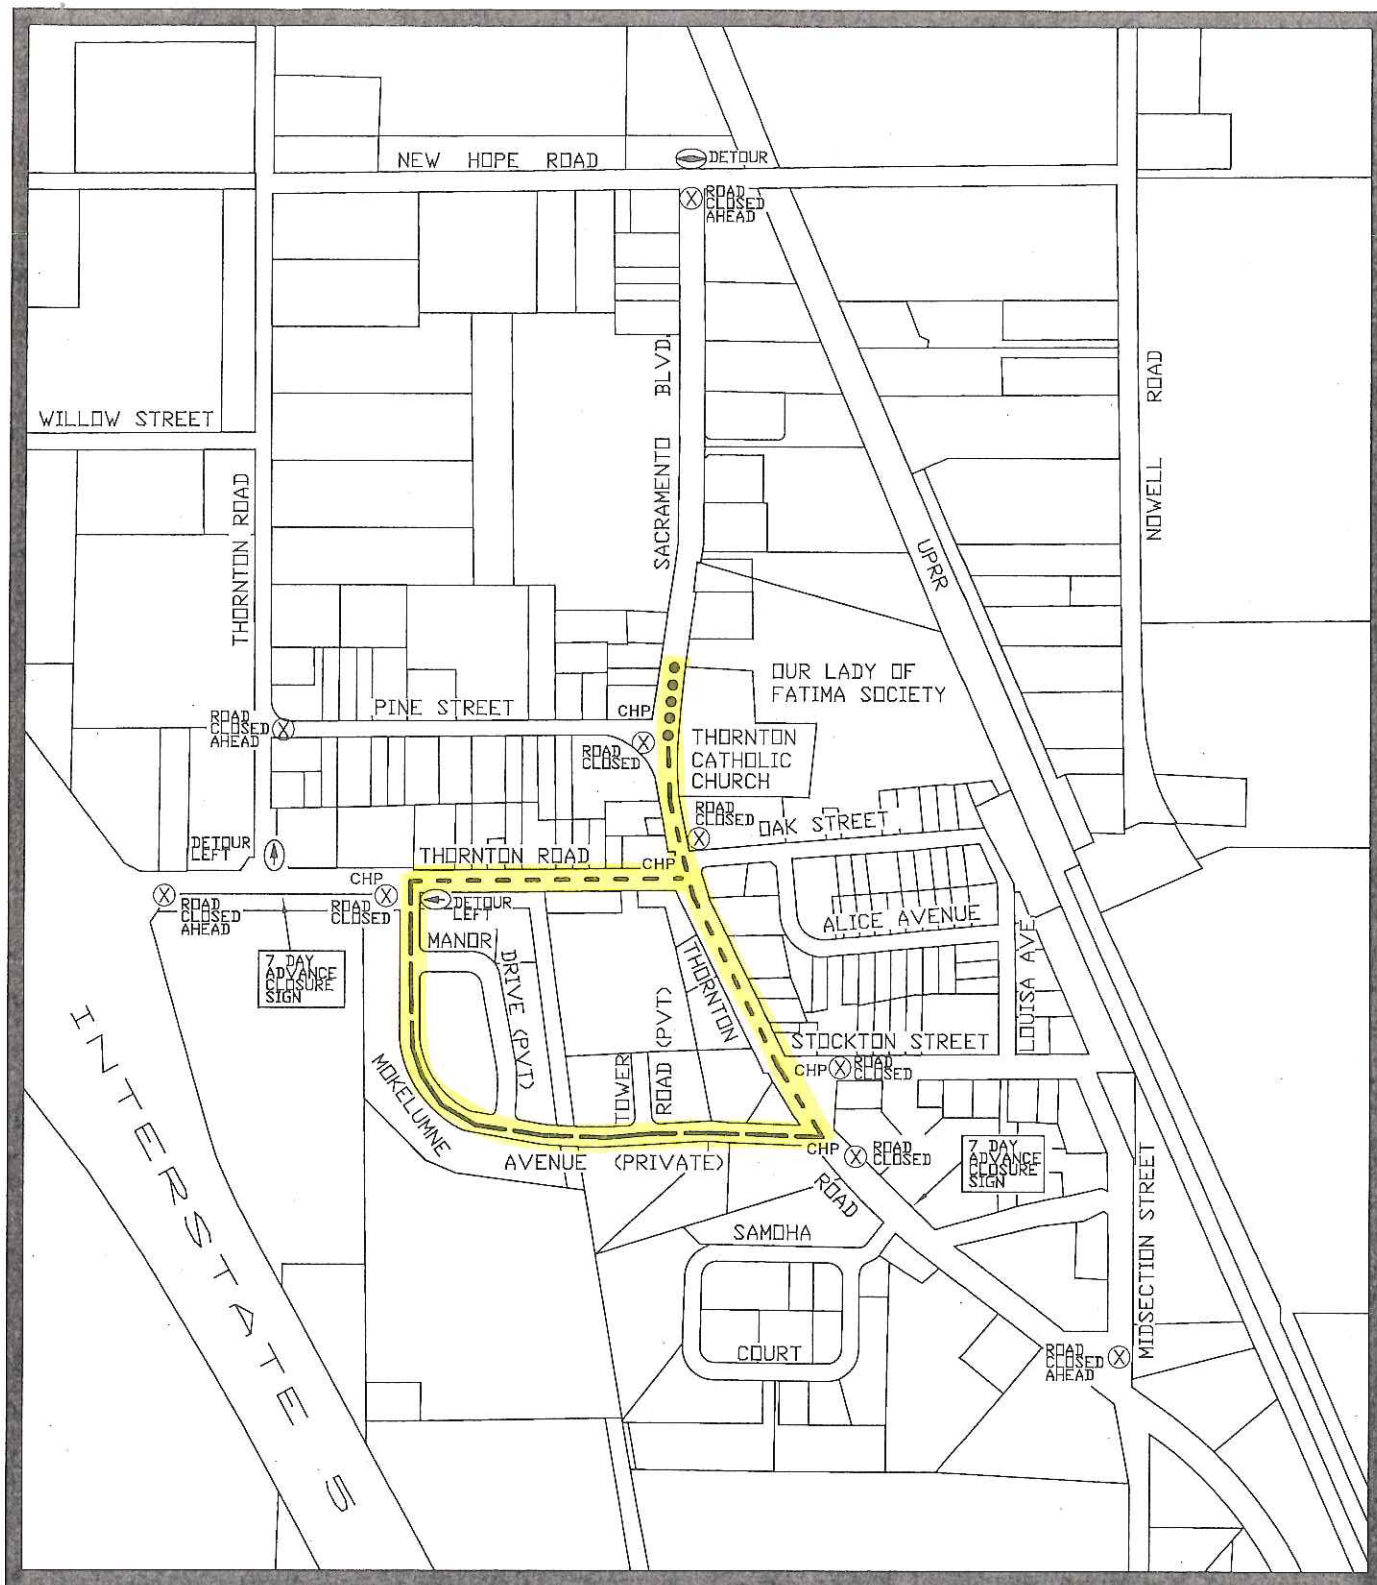 NEW HOPE ROAD
DETOUR
ROAD
CLOSED
AHEAD
SACRAMENTO BLVD.
NOWELL ROAD
WILLOW STREET
THORNTON ROAD
UPRR
OUR LADY OF
FATIMA SOCIETY
PINE STREET
CHP
ROAD
CLOSED
AHEAD
ROAD
CLOSED
THORNTON
CATHOLIC
CHURCH
ROAD
CLOSED
OAK STREET
DETOUR
LEFT
THORNTON ROAD
CHP
CHP
ROAD
CLOSED
AHEAD
ROAD
CLOSED
DETOUR
LEFT
ALICE AVENUE
MANOR
DRIVE (PVT)
7 DAY
ADVANCE
CLOSURE
SIGN
THORNTON
LOUISA AVE
TOWER
ROAD (PVT)
STOCKTON STREET
CHP
ROAD
CLOSED
INTERSTATE 5
MOKELUMNE
AVENUE (PRIVATE)
CHP
ROAD
CLOSED
7 DAY
ADVANCE
CLOSURE
SIGN
ROAD
MIDSECTION STREET
SAMOHA
COURT
ROAD
CLOSED
AHEAD